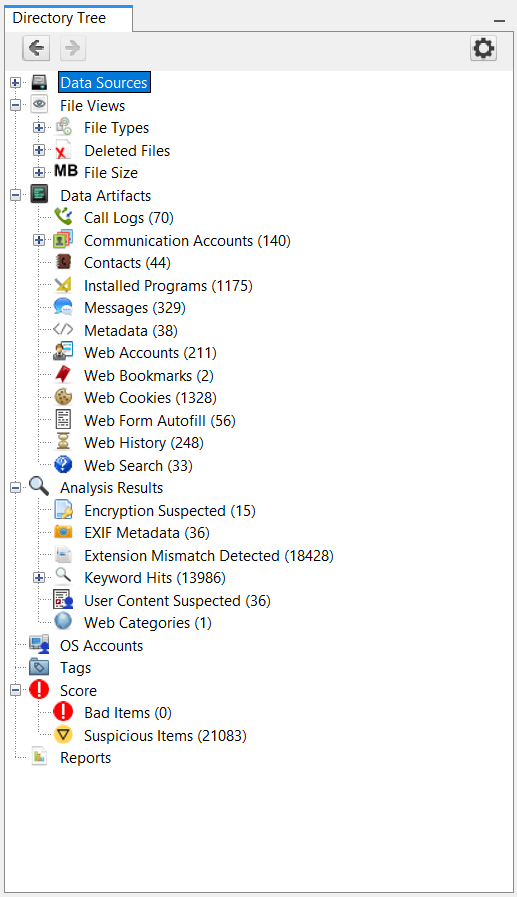 Directory Tree
Data Sources
File Views
File Types
Deleted Files
MB File Size
Data Artifacts
Call Logs (70)
Communication Accounts (140)
Contacts (44)
Installed Programs (1175)
Messages (329)
Metadata (38)
Web Accounts (211)
Web Bookmarks (2)
Web Cookies (1328)
Web Form Autofill (56)
Web History (248)
Web Search (33)
Analysis Results
Encryption Suspected (15)
EXIF Metadata (36)
Extension Mismatch Detected (18428)
Keyword Hits (13986)
User Content Suspected (36)
Web Categories (1)
OS Accounts
Tags
Score
Bad Items (0)
Suspicious Items (21083)
Reports